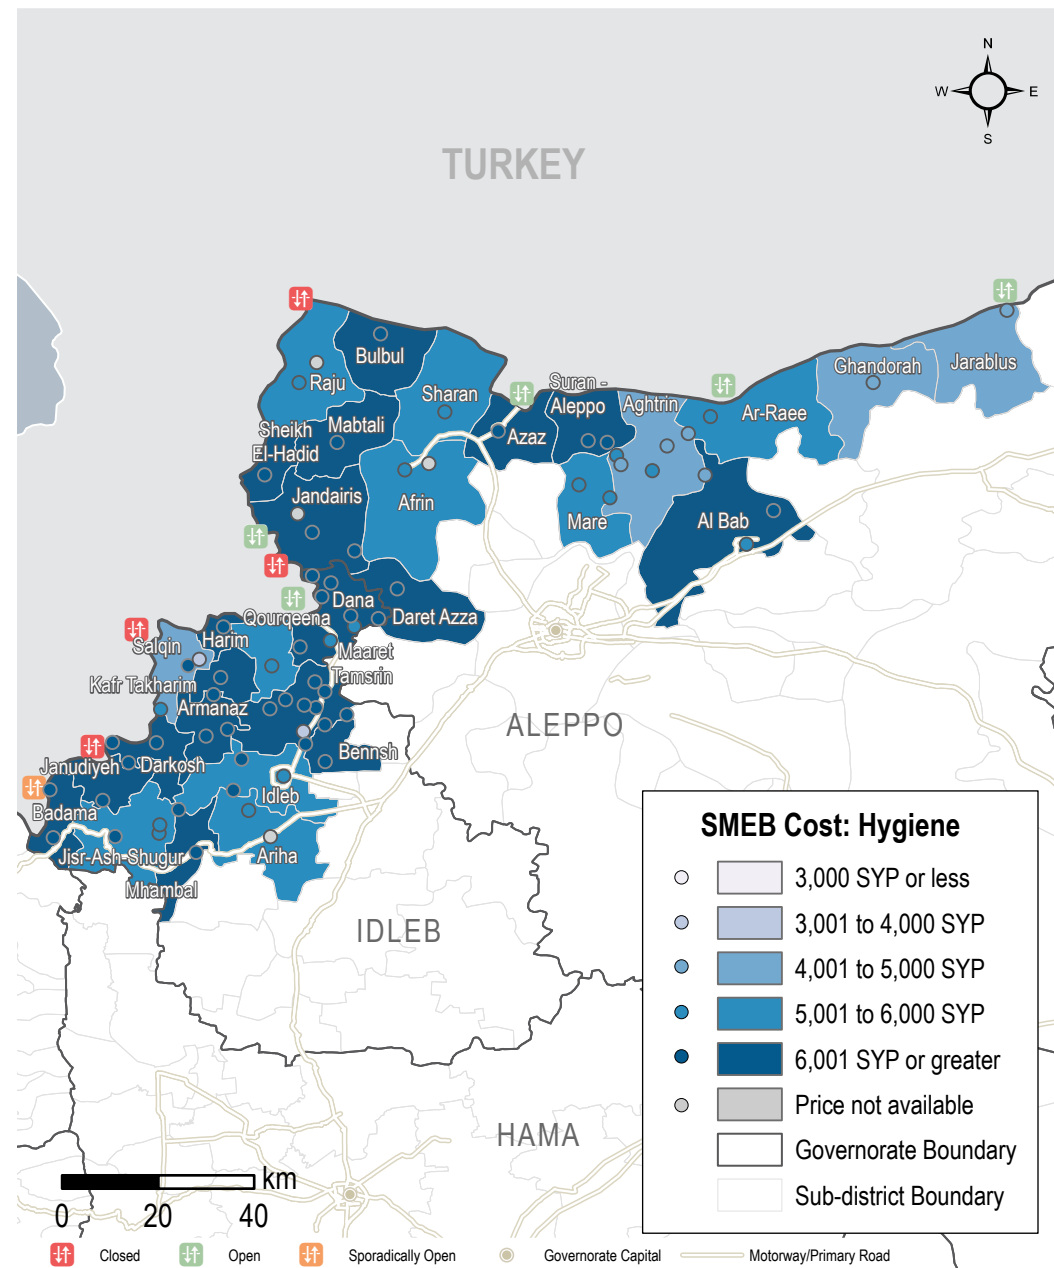 N
W E
S
TURKEY
Bulbul
Raju
Sharan
Suran -
Aleppo
Aghtrin
Ghandorah
Jarablus
Ar-Raee
Mabtali
Sheikh
El-Hadid
Azaz
Jandairis
Afrin
Mare
Al Bab
Dana
Daret Azza
Qourqeena
Harim
Salqin
Maaret
Tamsrin
Kafr Takharim
Armanaz
ALEPPO
Bennsh
Janudiyeh
Darkosh
Idleb
Badama
Jisr-Ash-Shugur
Ariha
Mhambal
IDLEB
HAMA
SMEB Cost: Hygiene
3,000 SYP or less
3,001 to 4,000 SYP
4,001 to 5,000 SYP
5,001 to 6,000 SYP
6,001 SYP or greater
Price not available
Governorate Boundary
Sub-district Boundary
km
0 20 40
Closed Open Sporadically Open Governorate Capital Motorway/Primary Road